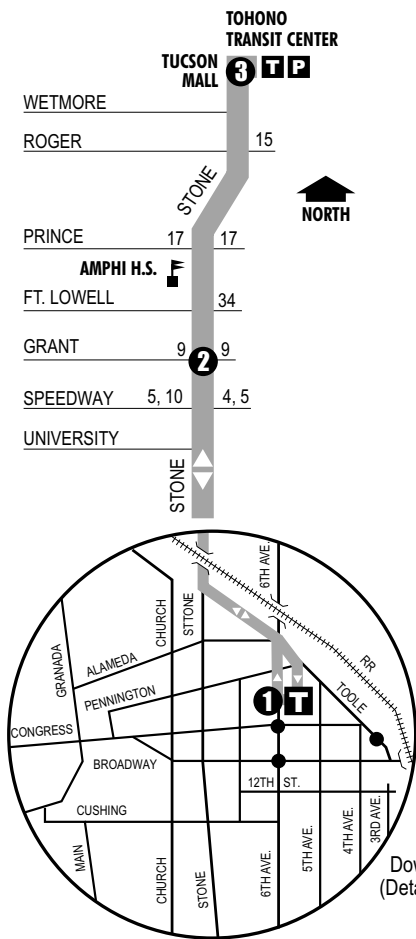 TOHONO
TRANSIT CENTER
TUCSON
MALL
3 T P
WETMORE
ROGER 15
STONE
NORTH
PRINCE 17 17
AMPHI H.S.
FT. LOWELL 34
GRANT 9 2 9
SPEEDWAY 5, 10 4, 5
UNIVERSITY
STONE
6TH AVE.
CHURCH
STTONE
GRANADA
ALAMEDA
RR
PENNINGTON
TOOLE
1 T
CONGRESS
BROADWAY
12TH ST.
CUSHING
MAIN
CHURCH
STONE
6TH AVE.
5TH AVE.
4TH AVE.
3RD AVE.
Dow
(Deta